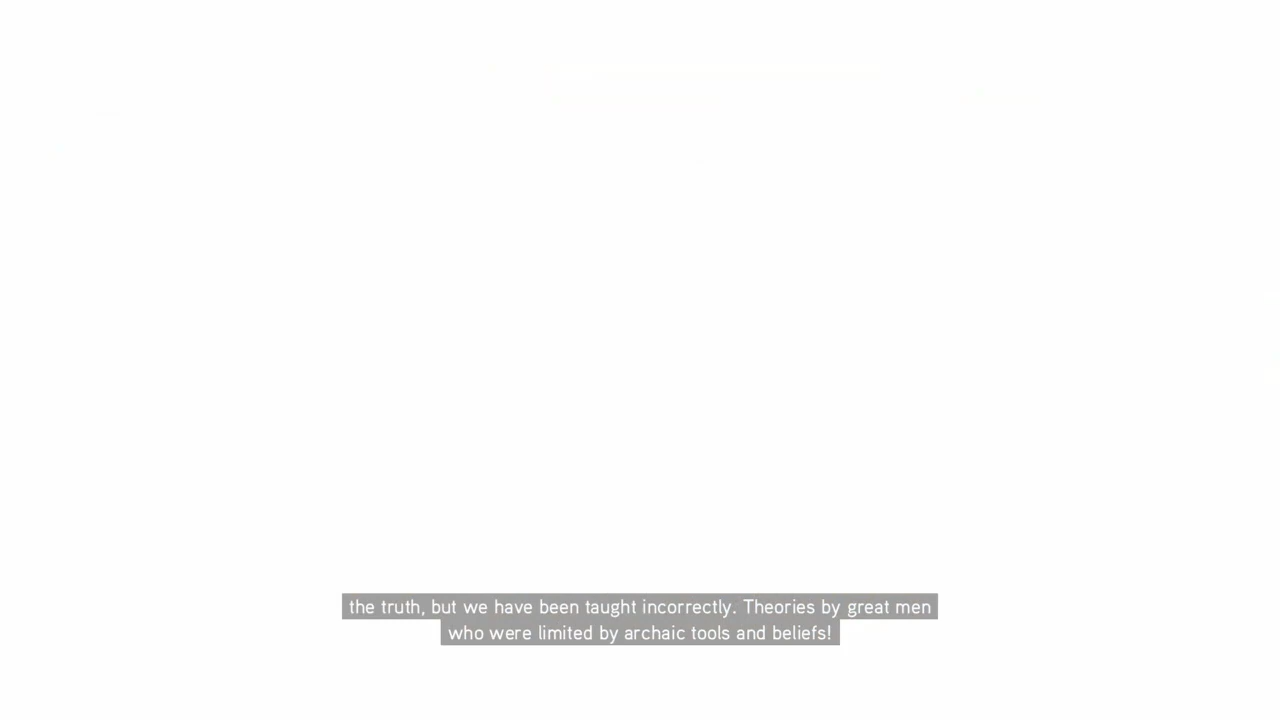 the truth, but we have been taught incorrectly. Theories by great men
who were limited by archaic tools and beliefs!